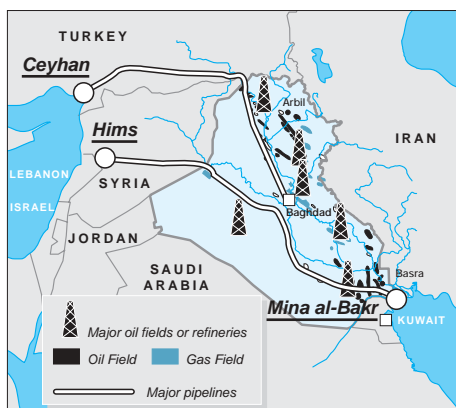 TURKEY
Ceyhan
Arbil
Hims
IRAN
LEBANON
SYRIA
ISRAEL
Baghdad
JORDAN
SAUDI
ARABIA
Basra
Mina al-Bakr
KUWAIT
Major oil fields or refineries
Oil Field
Gas Field
Major pipelines